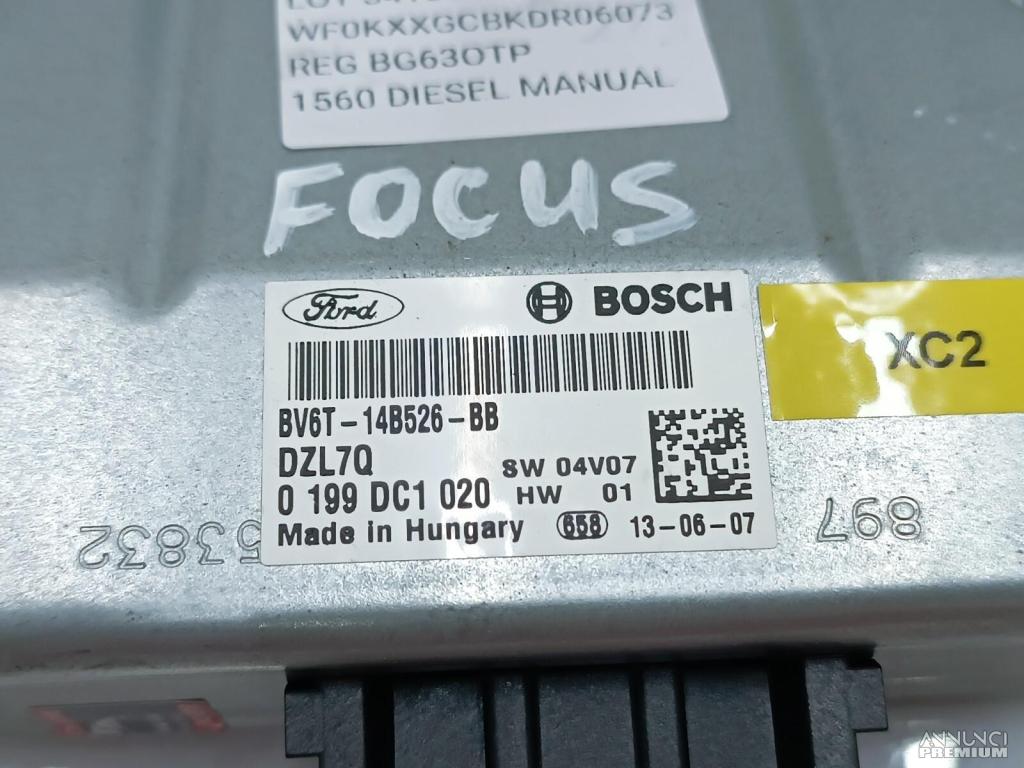 WF0KXXGCBKDR06073
REG BG63OTP
1560 DIESEL MANUAL
FOCUS
Ford BOSCH
XC2
BV6T-14B526-BB
DZL7Q SW 04V07
0 199 DC1 020 HW 01
Made in Hungary 658 13-06-07
53832
897
ANNUNCI
PREMIUM